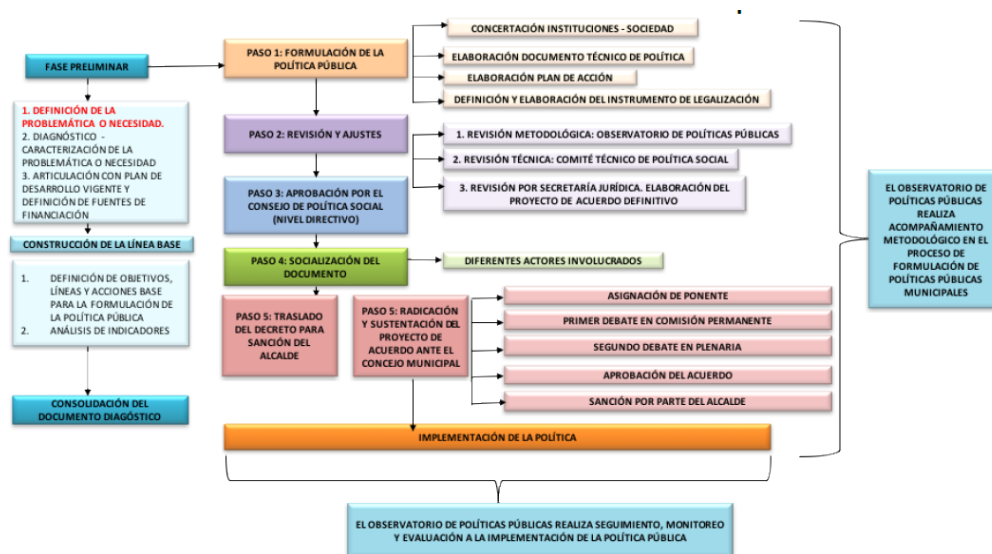 FASE PRELIMINAR
1. DEFINICIÓN DE LA
PROBLEMÁTICA O NECESIDAD.
2. DIAGNÓSTICO -
CARACTERIZACIÓN DE LA
PROBLEMÁTICA O NECESIDAD
3. ARTICULACIÓN CON PLAN DE
DESARROLLO VIGENTE Y
DEFINICIÓN DE FUENTES DE
FINANCIACIÓN
CONSTRUCCIÓN DE LA LÍNEA BASE
1. DEFINICIÓN DE OBJETIVOS,
LÍNEAS Y ACCIONES BASE
PARA LA FORMULACIÓN DE
LA POLÍTICA PÚBLICA
2. ANÁLISIS DE INDICADORES
CONSOLIDACIÓN DEL
DOCUMENTO DIAGÓSTICO
PASO 1: FORMULACIÓN DE LA
POLÍTICA PÚBLICA
CONCERTACIÓN INSTITUCIONES - SOCIEDAD
ELABORACIÓN DOCUMENTO TÉCNICO DE POLÍTICA
ELABORACIÓN PLAN DE ACCIÓN
DEFINICIÓN Y ELABORACIÓN DEL INSTRUMENTO DE LEGALIZACIÓN
PASO 2: REVISIÓN Y AJUSTES
1. REVISIÓN METODOLÓGICA: OBSERVATORIO DE POLÍTICAS PÚBLICAS
2. REVISIÓN TÉCNICA: COMITÉ TÉCNICO DE POLÍTICA SOCIAL
3. REVISIÓN POR SECRETARÍA JURÍDICA. ELABORACIÓN DEL
PROYECTO DE ACUERDO DEFINITIVO
PASO 3: APROBACIÓN POR EL
CONSEJO DE POLÍTICA SOCIAL
(NIVEL DIRECTIVO)
PASO 4: SOCIALIZACIÓN DEL
DOCUMENTO
DIFERENTES ACTORES INVOLUCRADOS
PASO 5: TRASLADO
DEL DECRETO PARA
SANCIÓN DEL
ALCALDE
PASO 5: RADICACIÓN
Y SUSTENTACIÓN DEL
PROYECTO DE
ACUERDO ANTE EL
CONCEJO MUNICIPAL
ASIGNACIÓN DE PONENTE
PRIMER DEBATE EN COMISIÓN PERMANENTE
SEGUNDO DEBATE EN PLENARIA
APROBACIÓN DEL ACUERDO
SANCIÓN POR PARTE DEL ALCALDE
IMPLEMENTACIÓN DE LA POLÍTICA
EL OBSERVATORIO DE
POLÍTICAS PÚBLICAS
REALIZA
ACOMPAÑAMIENTO
METODOLÓGICO EN EL
PROCESO DE
FORMULACIÓN DE
POLÍTICAS PÚBLICAS
MUNICIPALES
EL OBSERVATORIO DE POLÍTICAS PÚBLICAS REALIZA SEGUIMIENTO, MONITOREO
Y EVALUACIÓN A LA IMPLEMENTACIÓN DE LA POLÍTICA PÚBLICA